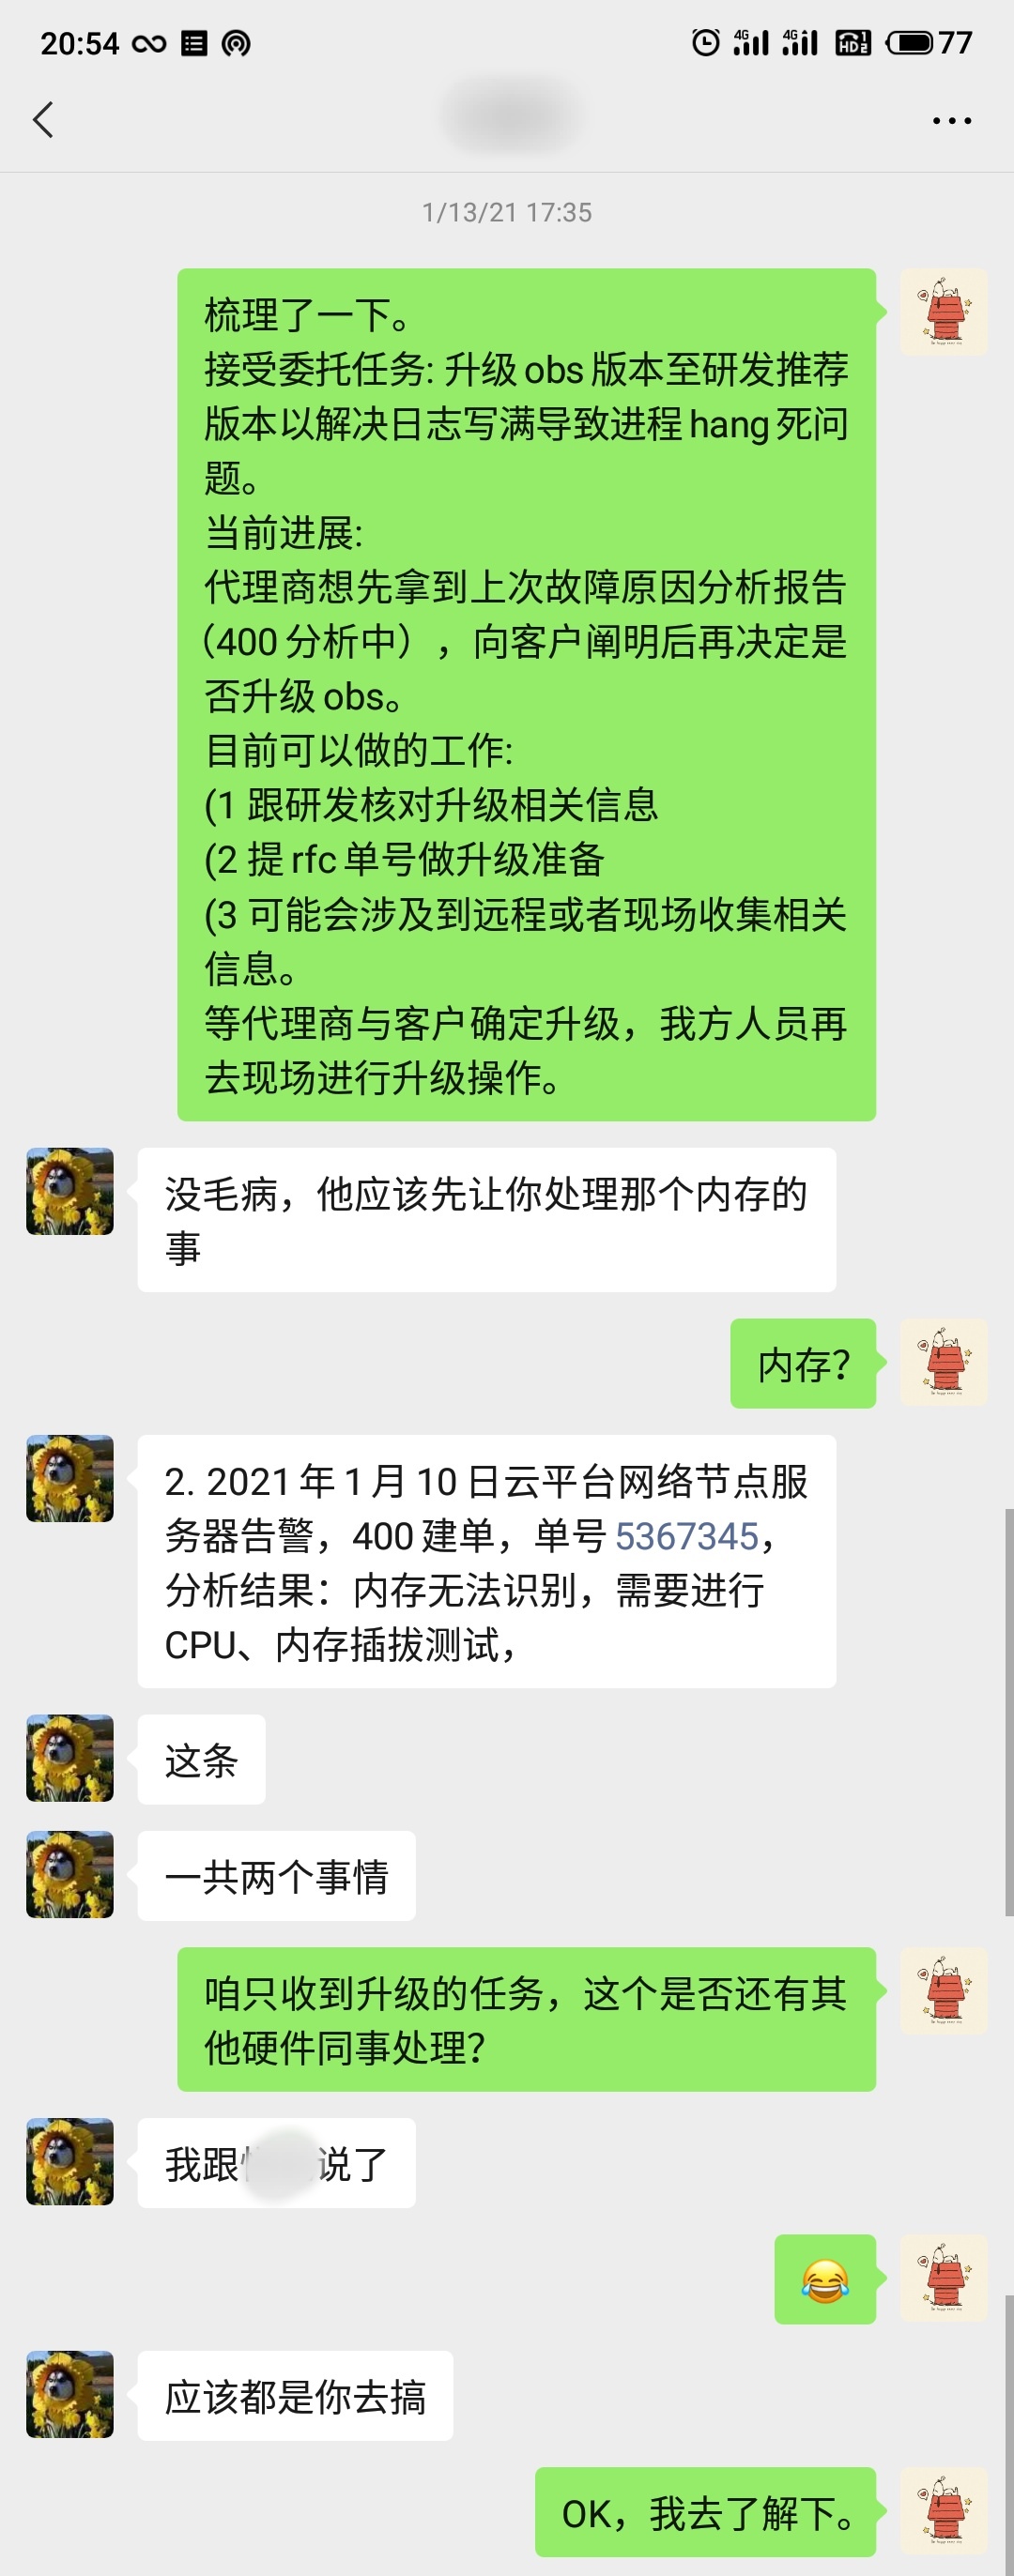 20:54
4G 4G HD 1 2 77
1/13/21 17:35
梳理了一下。
接受委托任务: 升级 obs 版本至研发推荐
版本以解决日志写满导致进程 hang 死问
题。
当前进展:
代理商想先拿到上次故障原因分析报告
（400 分析中），向客户阐明后再决定是
否升级 obs。
目前可以做的工作:
(1 跟研发核对升级相关信息
(2 提 rfc 单号做升级准备
(3 可能会涉及到远程或者现场收集相关
信息。
等代理商与客户确定升级，我方人员再
去现场进行升级操作。
没毛病，他应该先让你处理那个内存的
事
内存？
2. 2021 年 1 月 10 日云平台网络节点服
务器告警，400 建单，单号 5367345，
分析结果：内存无法识别，需要进行
CPU、内存插拔测试，
这条
一共两个事情
咱只收到升级的任务，这个是否还有其
他硬件同事处理？
我跟 说了
应该都是你去搞
OK，我去了解下。